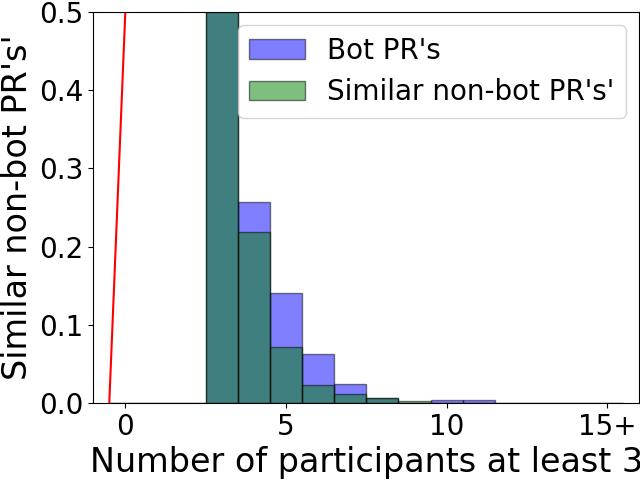 Similar non-bot PR's'
0.5
0.4
0.3
0.2
0.1
0.0
Bot PR's
Similar non-bot PR's'
0 5 10 15+
Number of participants at least 3